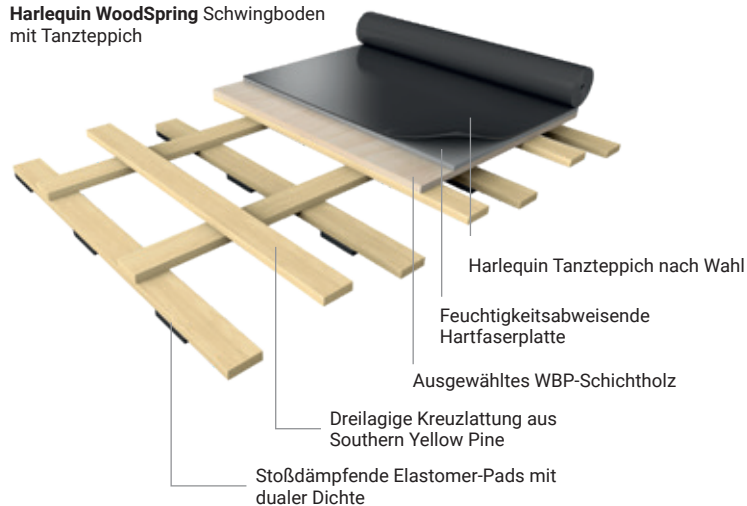 Harlequin WoodSpring Schwingboden
mit Tanzteppich
Harlequin Tanzteppich nach Wahl
Feuchtigkeitsabweisende
Hartfaserplatte
Ausgewähltes WBP-Schichtholz
Dreilagige Kreuzlattung aus
Southern Yellow Pine
Stoßdämpfende Elastomer-Pads mit
dualer Dichte